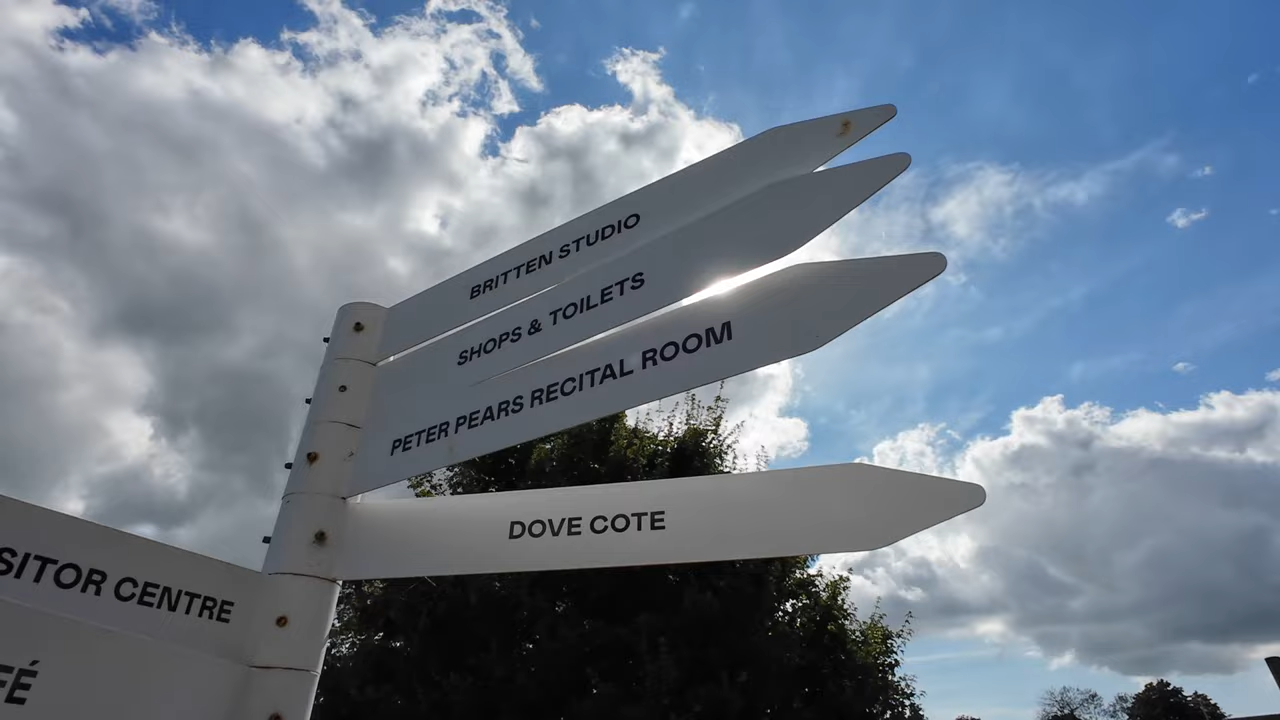 BRITTEN STUDIO
SHOPS & TOILETS
PETER PEARS RECITAL ROOM
DOVE COTE
SITOR CENTRE
FÉ